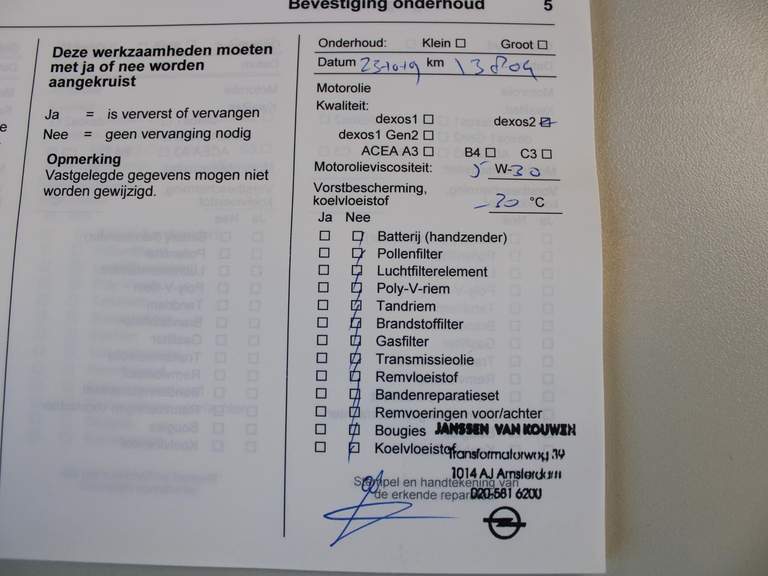 Bevestiging onderhoud 5
Deze werkzaamheden moeten
met ja of nee worden
aangekruist
Ja = is ververst of vervangen
Nee = geen vervanging nodig
Opmerking
Vastgelegde gegevens mogen niet
worden gewijzigd.
Onderhoud: Klein Groot
Datum 23-10-19 km 13804
Motorolie
Kwaliteit:
dexos1 dexos2
dexos1 Gen2
ACEA A3 B4 C3
Motorolieviscositeit: 5 W-30
Vorstbescherming,
koelvloeistof -30 °C
Ja Nee
Batterij (handzender)
Pollenfilter
Luchtfilterelement
Poly-V-riem
Tandriem
Brandstoffilter
Gasfilter
Transmissieolie
Remvloeistof
Bandenreparatieset
Remvoeringen voor/achter
Bougies JANSSEN VAN KOUWEN
Koelvloeistof Transformatorweg 39
1014 AJ Amsterdam
Stempel en handtekening van
de erkende reparateur 020-581 6200